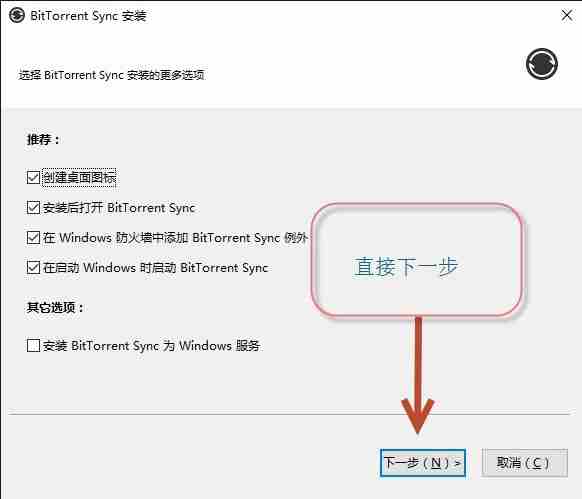 BitTorrent Sync 安装
选择 BitTorrent Sync 安装的更多选项
推荐：
创建桌面图标
安装后打开 BitTorrent Sync
在 Windows 防火墙中添加 BitTorrent Sync 例外
在启动 Windows 时启动 BitTorrent Sync
直接下一步
其它选项：
安装 BitTorrent Sync 为 Windows 服务
下一步（N）>
取消（C）